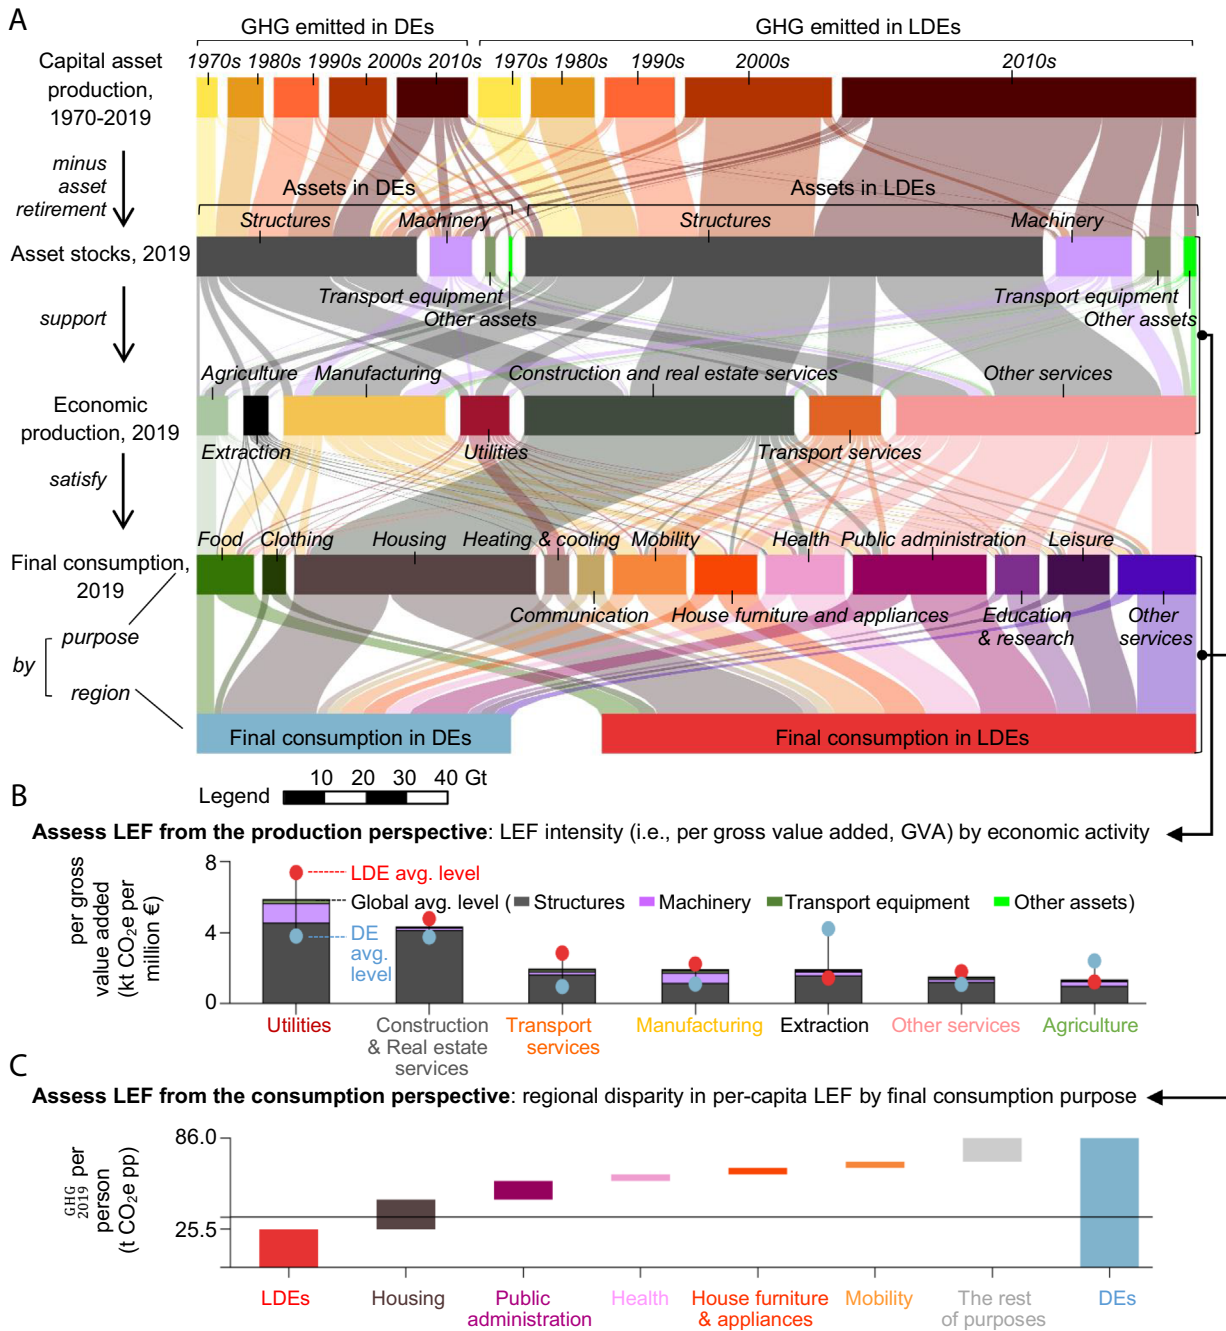 A
GHG emitted in DEs
GHG emitted in LDEs
Capital asset
production,
1970-2019
1970s 1980s 1990s 2000s 2010s 1970s 1980s 1990s 2000s 2010s
minus
asset
retirement
Assets in DEs
Assets in LDEs
Structures Machinery Structures Machinery
Asset stocks, 2019
Transport equipment Transport equipment
Other assets Other assets
support
Agriculture Manufacturing Construction and real estate services Other services
Economic
production, 2019
Extraction Utilities Transport services
satisfy
Food Clothing Housing Heating & cooling Mobility Health Public administration Leisure
Final consumption,
2019
Communication House furniture and appliances Education
& research
Other
services
purpose
by
region
Final consumption in DEs
Final consumption in LDEs
Legend 10 20 30 40 Gt
B
Assess LEF from the production perspective: LEF intensity (i.e., per gross value added, GVA) by economic activity
per gross
value added
(kt CO₂e per
million €)
8
4
0
LDE avg. level
Global avg. level ( Structures Machinery Transport equipment Other assets)
DE
avg.
level
Utilities
Construction
& Real estate
services
Transport
services
Manufacturing
Extraction
Other services
Agriculture
C
Assess LEF from the consumption perspective: regional disparity in per-capita LEF by final consumption purpose
GHG
2019 per
person
(t CO₂e pp)
86.0
25.5
LDEs
Housing
Public
administration
Health
House furniture
& appliances
Mobility
The rest
of purposes
DEs